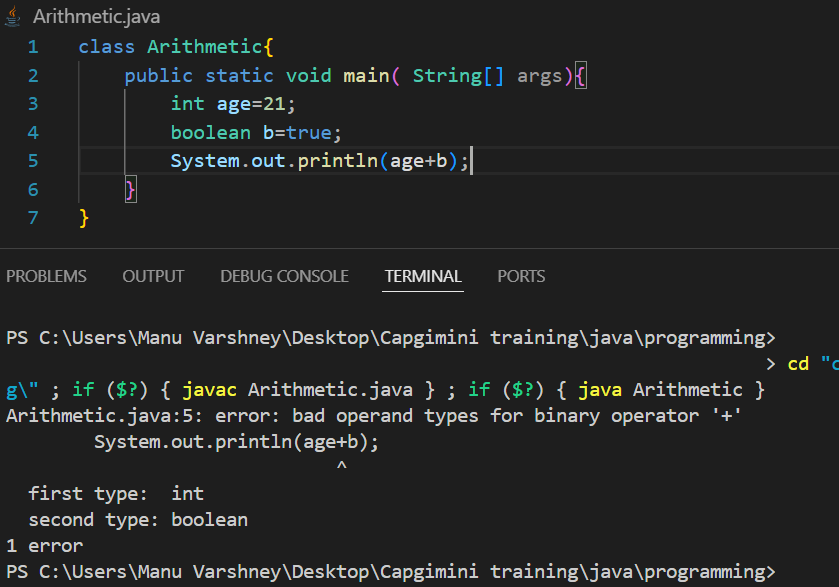 Arithmetic.java
1 class Arithmetic{
2     public static void main( String[] args){
3         int age=21;
4         boolean b=true;
5         System.out.println(age+b);
6     }
7 }
PROBLEMS OUTPUT DEBUG CONSOLE TERMINAL PORTS
PS C:\Users\Manu Varshney\Desktop\Capgimini training\java\programming>
> cd "c
g\" ; if ($?) { javac Arithmetic.java } ; if ($?) { java Arithmetic }
Arithmetic.java:5: error: bad operand types for binary operator '+'
        System.out.println(age+b);
                              ^
  first type:  int
  second type: boolean
1 error
PS C:\Users\Manu Varshney\Desktop\Capgimini training\java\programming>